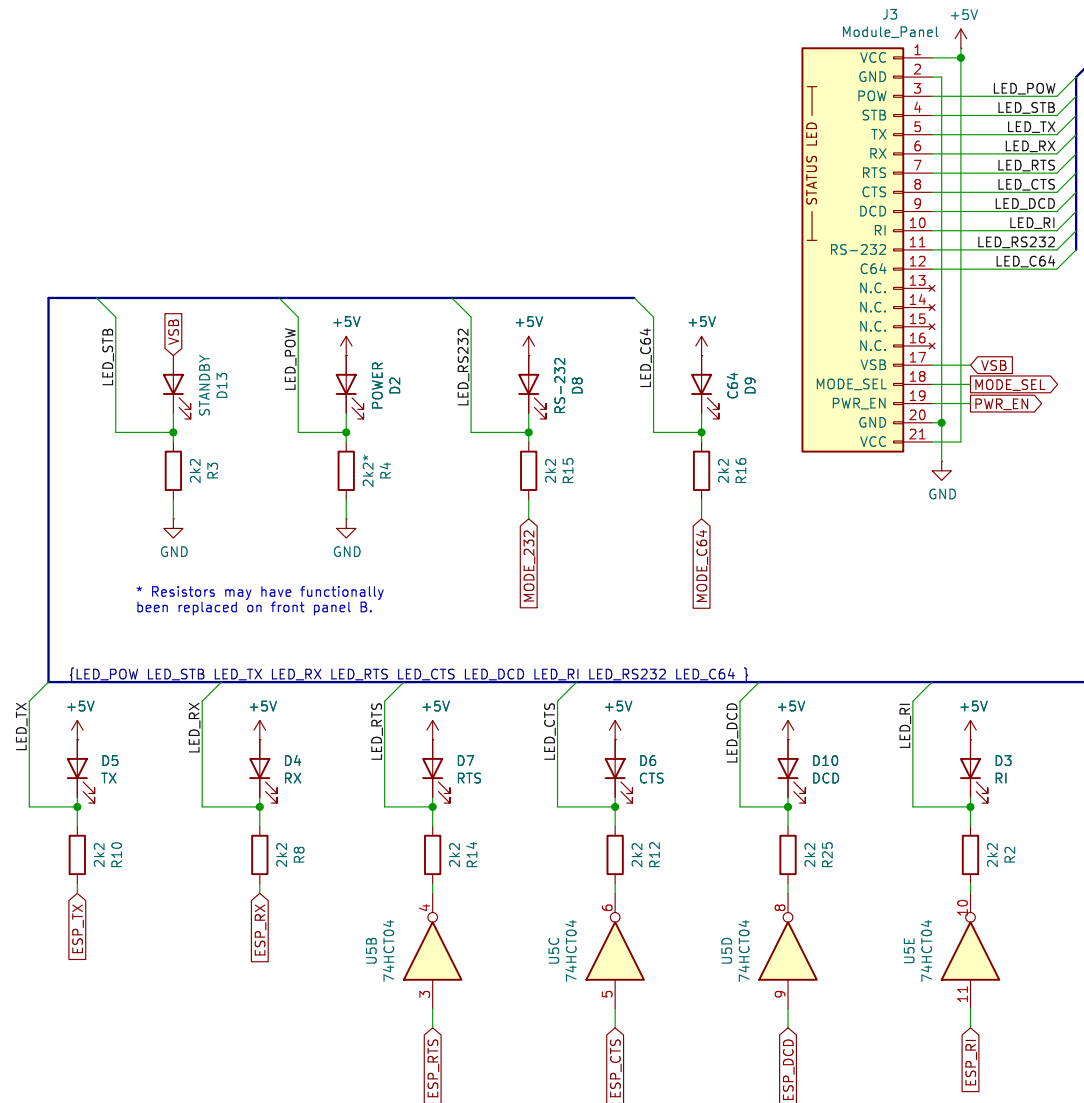 J3
Module_Panel
+5V
VCC 1
GND 2
POW 3 LED_POW
STB 4 LED_STB
TX 5 LED_TX
RX 6 LED_RX
RTS 7 LED_RTS
CTS 8 LED_CTS
DCD 9 LED_DCD
RI 10 LED_RI
RS-232 11 LED_RS232
C64 12 LED_C64
N.C. 13
N.C. 14
N.C. 15
N.C. 16
VSB 17 VSB
MODE_SEL 18 MODE_SEL
PWR_EN 19 PWR_EN
GND 20
VCC 21
STATUS LED
GND
LED_STB
VSB
STANDBY
D13
2k2
R3
GND
LED_POW
+5V
POWER
D2
2k2*
R4
GND
LED_RS232
+5V
RS-232
D8
2k2
R15
MODE_232
LED_C64
+5V
C64
D9
2k2
R16
MODE_C64
* Resistors may have functionally
been replaced on front panel B.
{LED_POW LED_STB LED_TX LED_RX LED_RTS LED_CTS LED_DCD LED_RI LED_RS232 LED_C64 }
LED_TX
+5V
D5
TX
2k2
R10
ESP_TX
LED_RX
+5V
D4
RX
2k2
R8
ESP_RX
LED_RTS
+5V
D7
RTS
2k2
R14
4
U5B
74HCT04
3
ESP_RTS
LED_CTS
+5V
D6
CTS
2k2
R12
6
U5C
74HCT04
5
ESP_CTS
LED_DCD
+5V
D10
DCD
2k2
R25
8
U5D
74HCT04
9
ESP_DCD
LED_RI
+5V
D3
RI
2k2
R2
10
U5E
74HCT04
11
ESP_RI